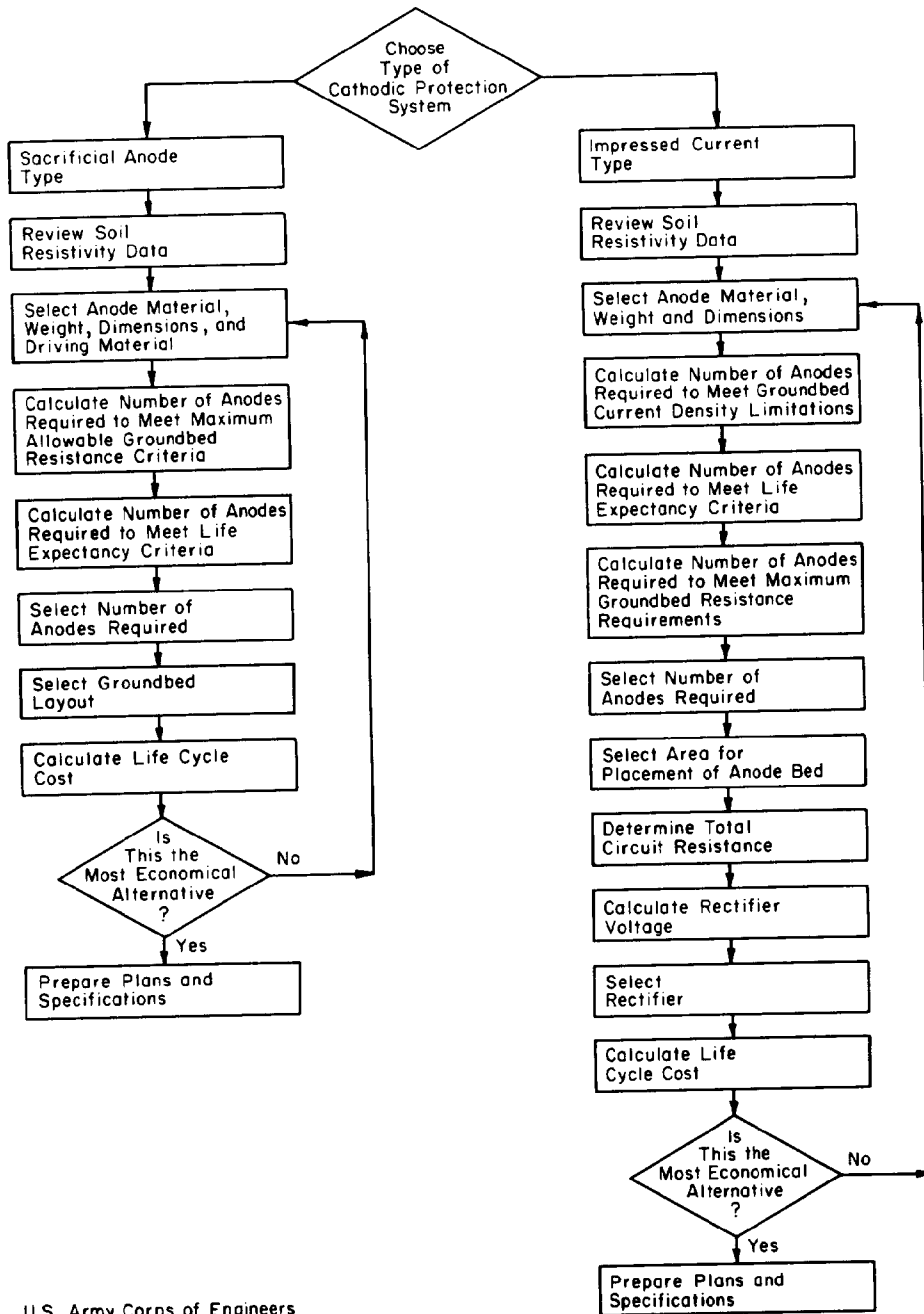 Choose
Type of
Cathodic Protection
System
Sacrificial Anode
Type
Review Soil
Resistivity Data
Select Anode Material,
Weight, Dimensions, and
Driving Material
Calculate Number of Anodes
Required to Meet Maximum
Allowable Groundbed
Resistance Criteria
Calculate Number of Anodes
Required to Meet Life
Expectancy Criteria
Select Number of
Anodes Required
Select Groundbed
Layout
Calculate Life Cycle
Cost
Is
This the
Most Economical
Alternative
?
No
Yes
Prepare Plans and
Specifications
Impressed Current
Type
Review Soil
Resistivity Data
Select Anode Material,
Weight and Dimensions
Calculate Number of Anodes
Required to Meet Groundbed
Current Density Limitations
Calculate Number of Anodes
Required to Meet Life
Expectancy Criteria
Calculate Number of Anodes
Required to Meet Maximum
Groundbed Resistance
Requirements
Select Number of
Anodes Required
Select Area for
Placement of Anode Bed
Determine Total
Circuit Resistance
Calculate Rectifier
Voltage
Select
Rectifier
Calculate Life
Cycle Cost
Is
This the
Most Economical
Alternative
?
No
Yes
Prepare Plans and
Specifications
U.S. Army Corps of Engineers